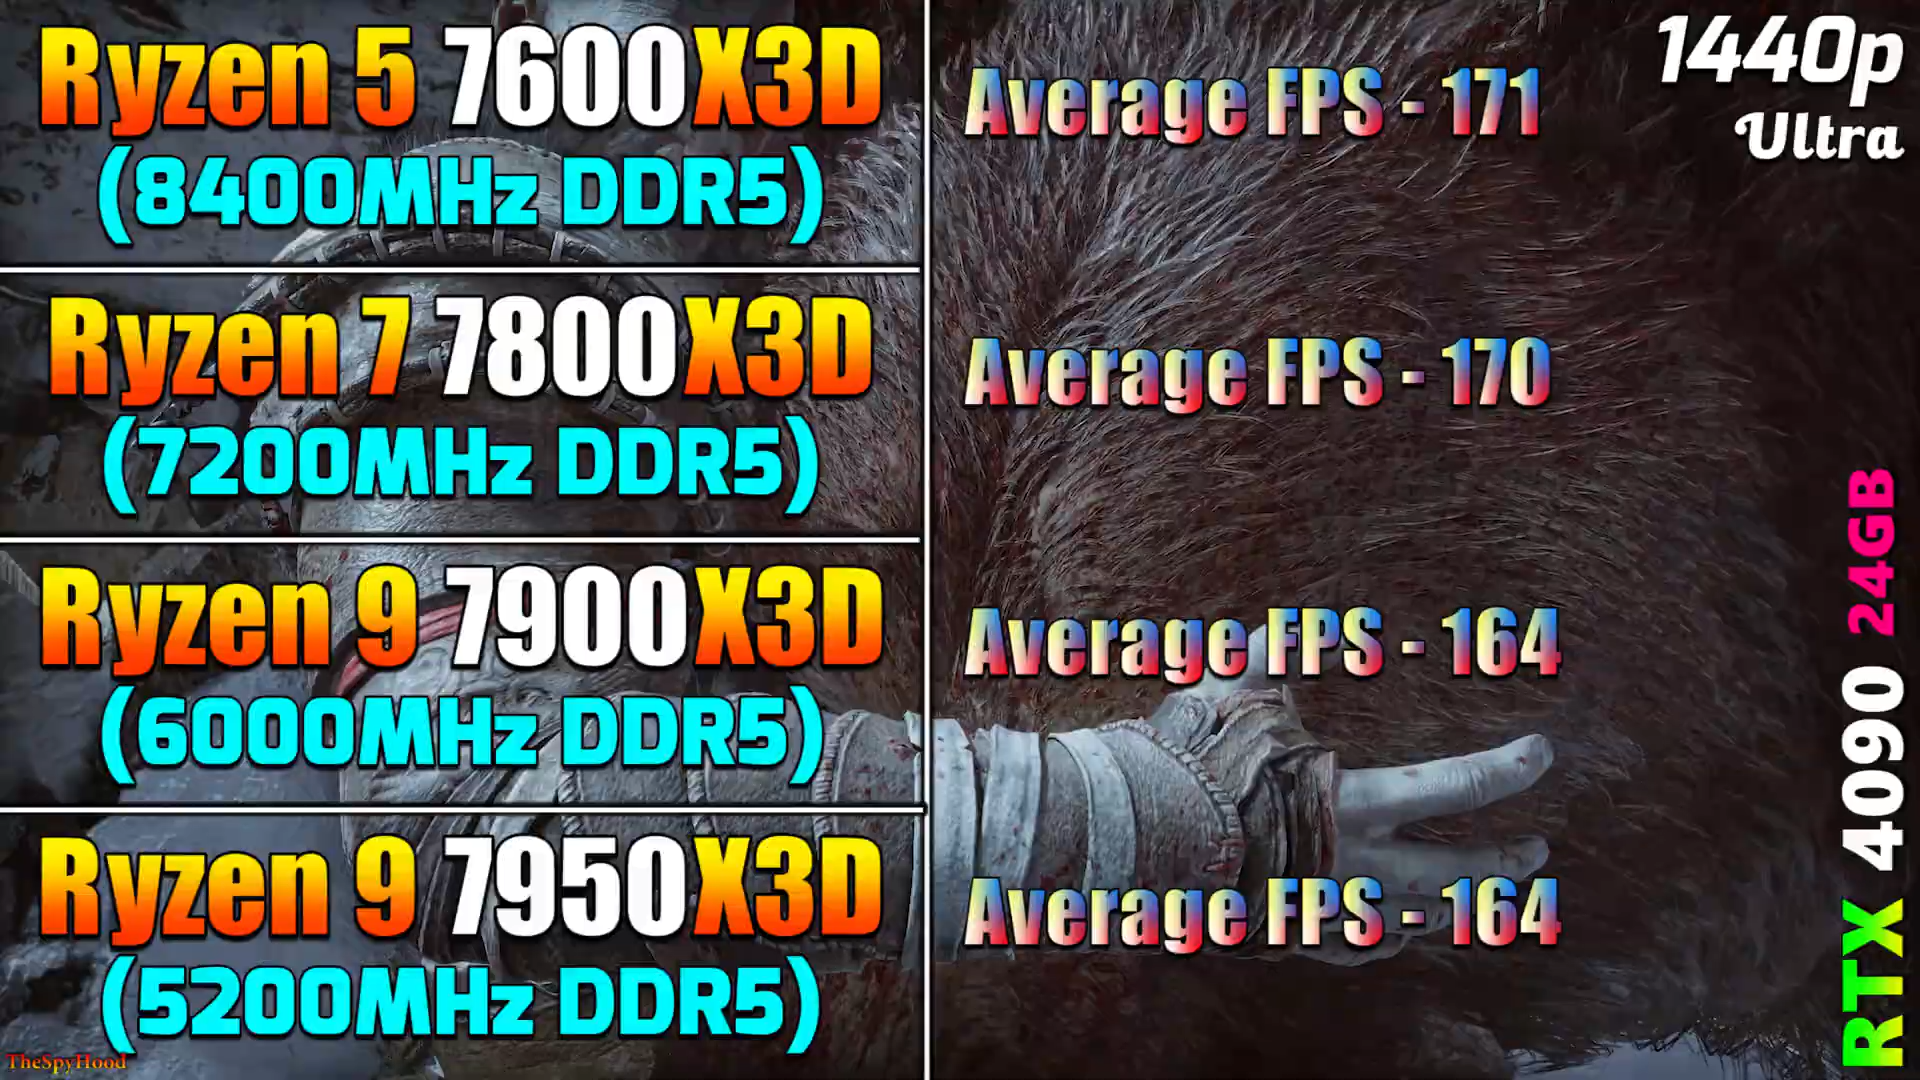 Ryzen 5 7600X3D
(8400MHz DDR5)
Average FPS - 171
1440p
Ultra
Ryzen 7 7800X3D
(7200MHz DDR5)
Average FPS - 170
Ryzen 9 7900X3D
(6000MHz DDR5)
Average FPS - 164
Ryzen 9 7950X3D
(5200MHz DDR5)
Average FPS - 164
RTX 4090 24GB
TheSpyHood